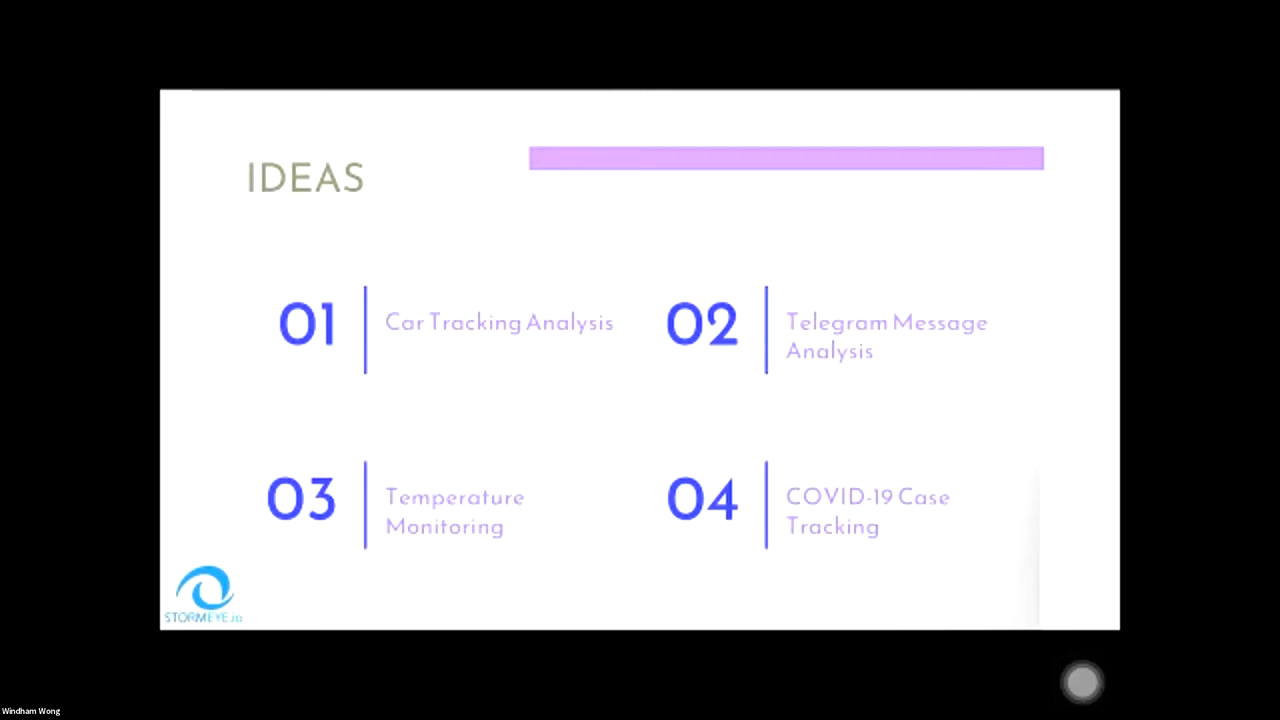 IDEAS
01
Car Tracking Analysis
02
Telegram Message
Analysis
03
Temperature
Monitoring
04
COVID-19 Case
Tracking
STORMEYE.io
Windham Wong